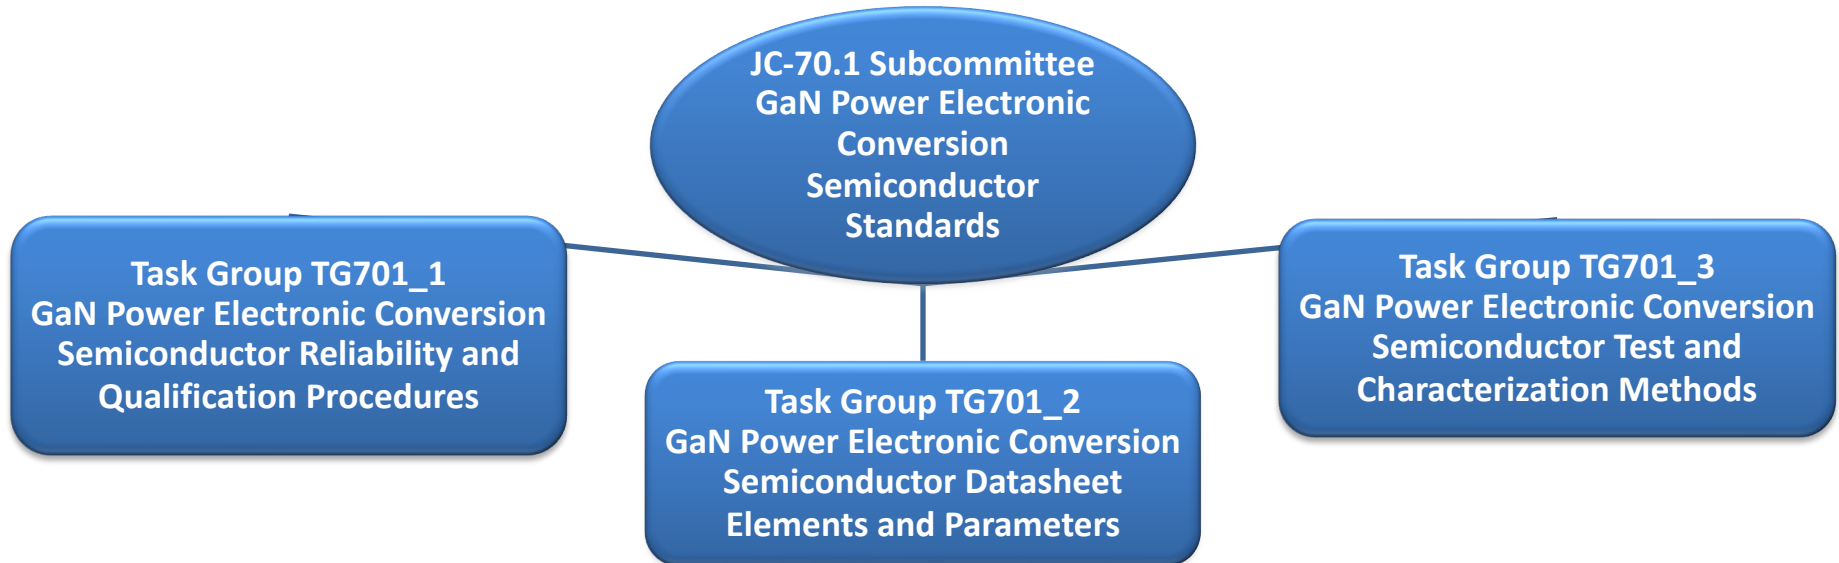 JC-70.1 Subcommittee
GaN Power Electronic
Conversion
Semiconductor
Standards
Task Group TG701_1
GaN Power Electronic Conversion
Semiconductor Reliability and
Qualification Procedures
Task Group TG701_2
GaN Power Electronic Conversion
Semiconductor Datasheet
Elements and Parameters
Task Group TG701_3
GaN Power Electronic Conversion
Semiconductor Test and
Characterization Methods